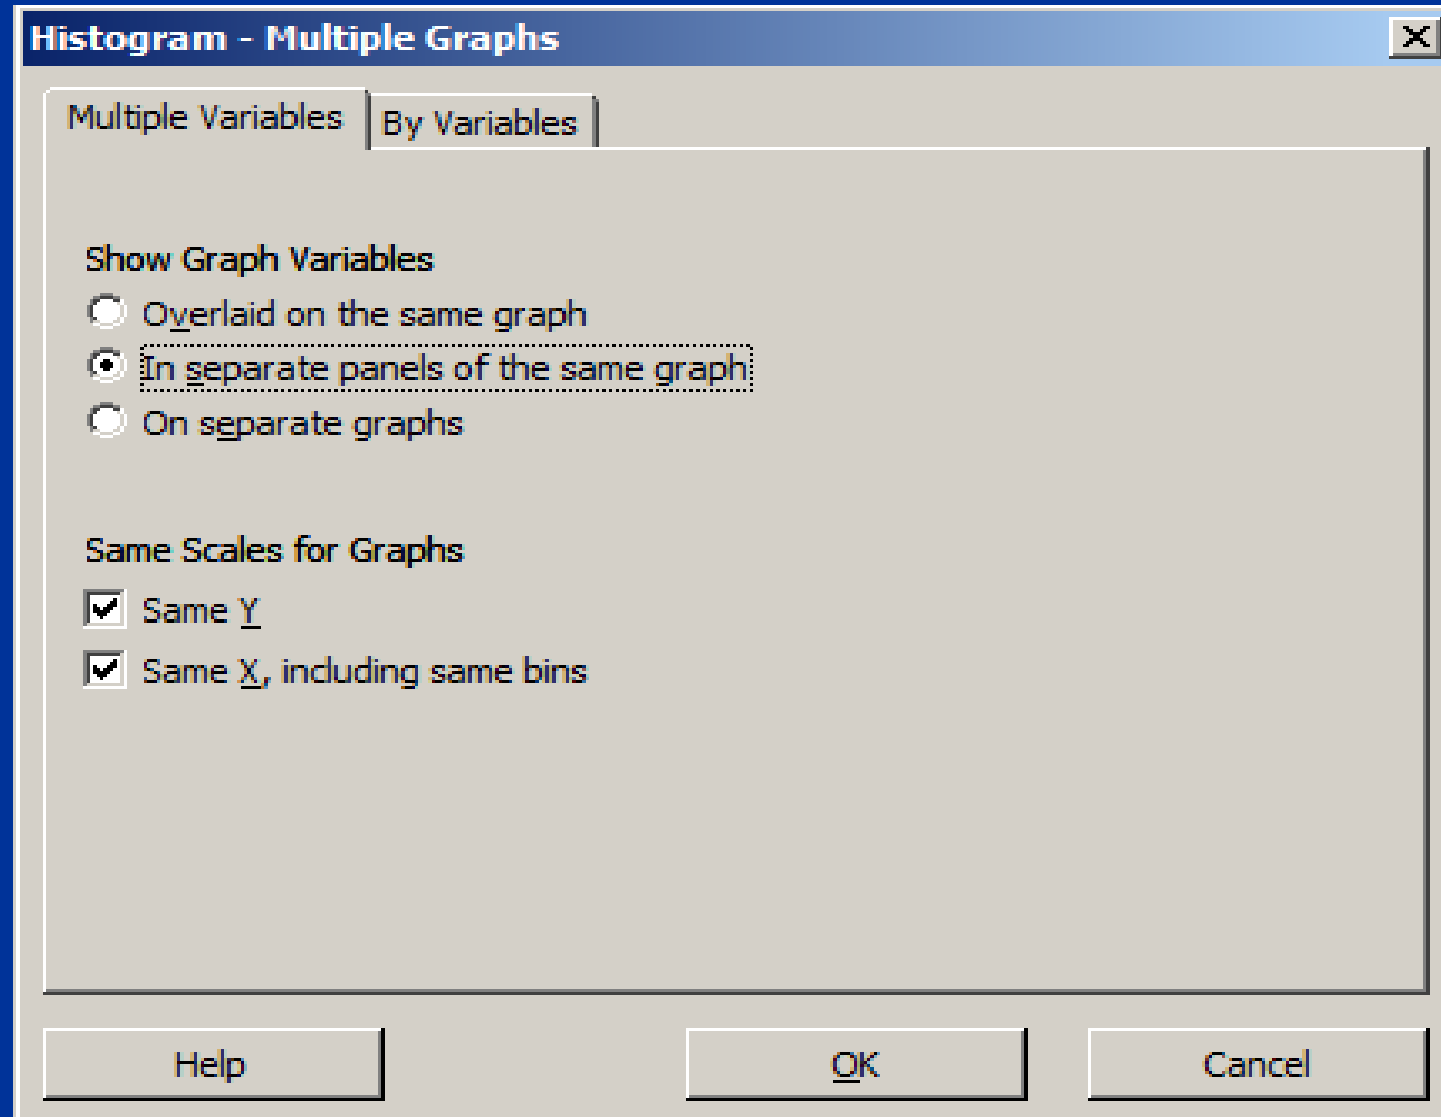 Histogram - Multiple Graphs
Multiple Variables
By Variables
Show Graph Variables
Overlaid on the same graph
In separate panels of the same graph
On separate graphs
Same Scales for Graphs
Same Y
Same X, including same bins
Help
OK
Cancel